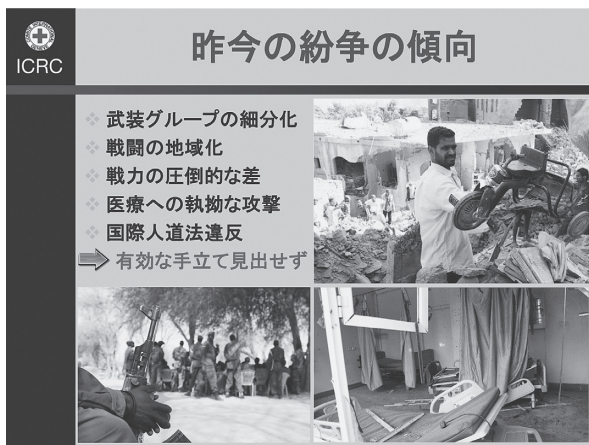 ICRC
昨今の紛争の傾向
武装グループの細分化
戦闘の地域化
戦力の圧倒的な差
医療への執拗な攻撃
国際人道法違反
有効な手立て見出せず